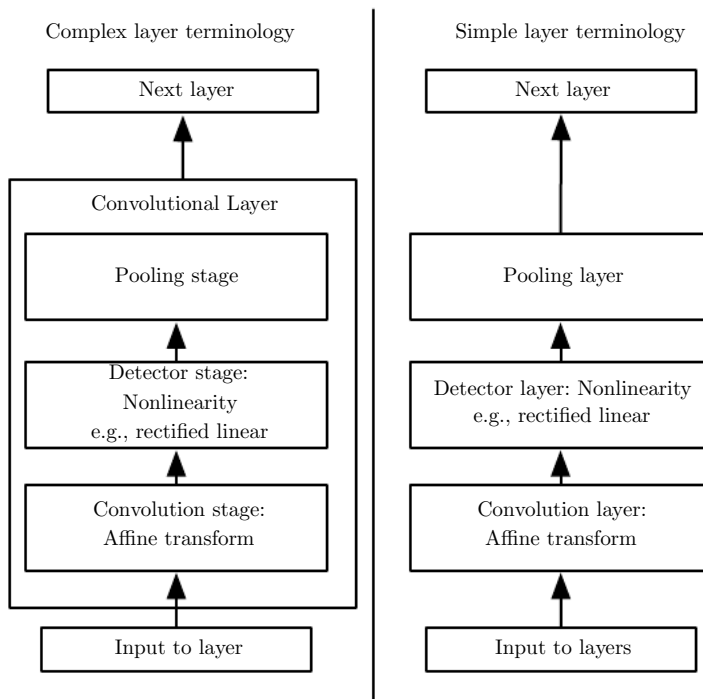 Complex layer terminology
Next layer
Convolutional Layer
Pooling stage
Detector stage:
Nonlinearity
e.g., rectified linear
Convolution stage:
Affine transform
Input to layer
Simple layer terminology
Next layer
Pooling layer
Detector layer: Nonlinearity
e.g., rectified linear
Convolution layer:
Affine transform
Input to layers